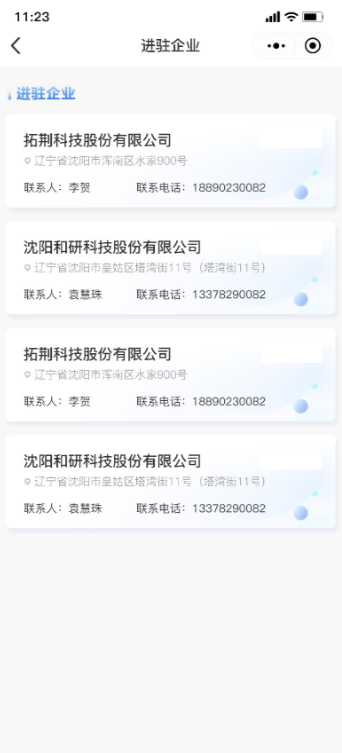 11:23
进驻企业
进驻企业
拓荆科技股份有限公司
辽宁省沈阳市浑南区水家900号
联系人：李贺 联系电话：18890230082
沈阳和研科技股份有限公司
辽宁省沈阳市皇姑区塔湾街11号（塔湾街11号）
联系人：袁慧珠 联系电话：13378290082
拓荆科技股份有限公司
辽宁省沈阳市浑南区水家900号
联系人：李贺 联系电话：18890230082
沈阳和研科技股份有限公司
辽宁省沈阳市皇姑区塔湾街11号（塔湾街11号）
联系人：袁慧珠 联系电话：13378290082